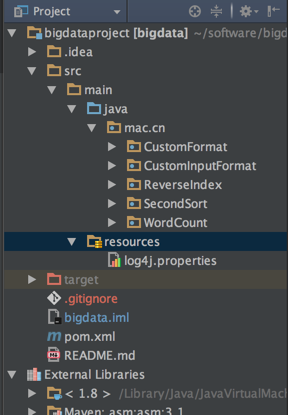 Project
bigdataproject [bigdata] ~/software/bigd
.idea
src
main
java
mac.cn
CustomFormat
CustomInputFormat
ReverseIndex
SecondSort
WordCount
resources
log4j.properties
target
.gitignore
bigdata.iml
pom.xml
README.md
External Libraries
< 1.8 > /Library/Java/JavaVirtualMach
Maven: asm:asm:3.1